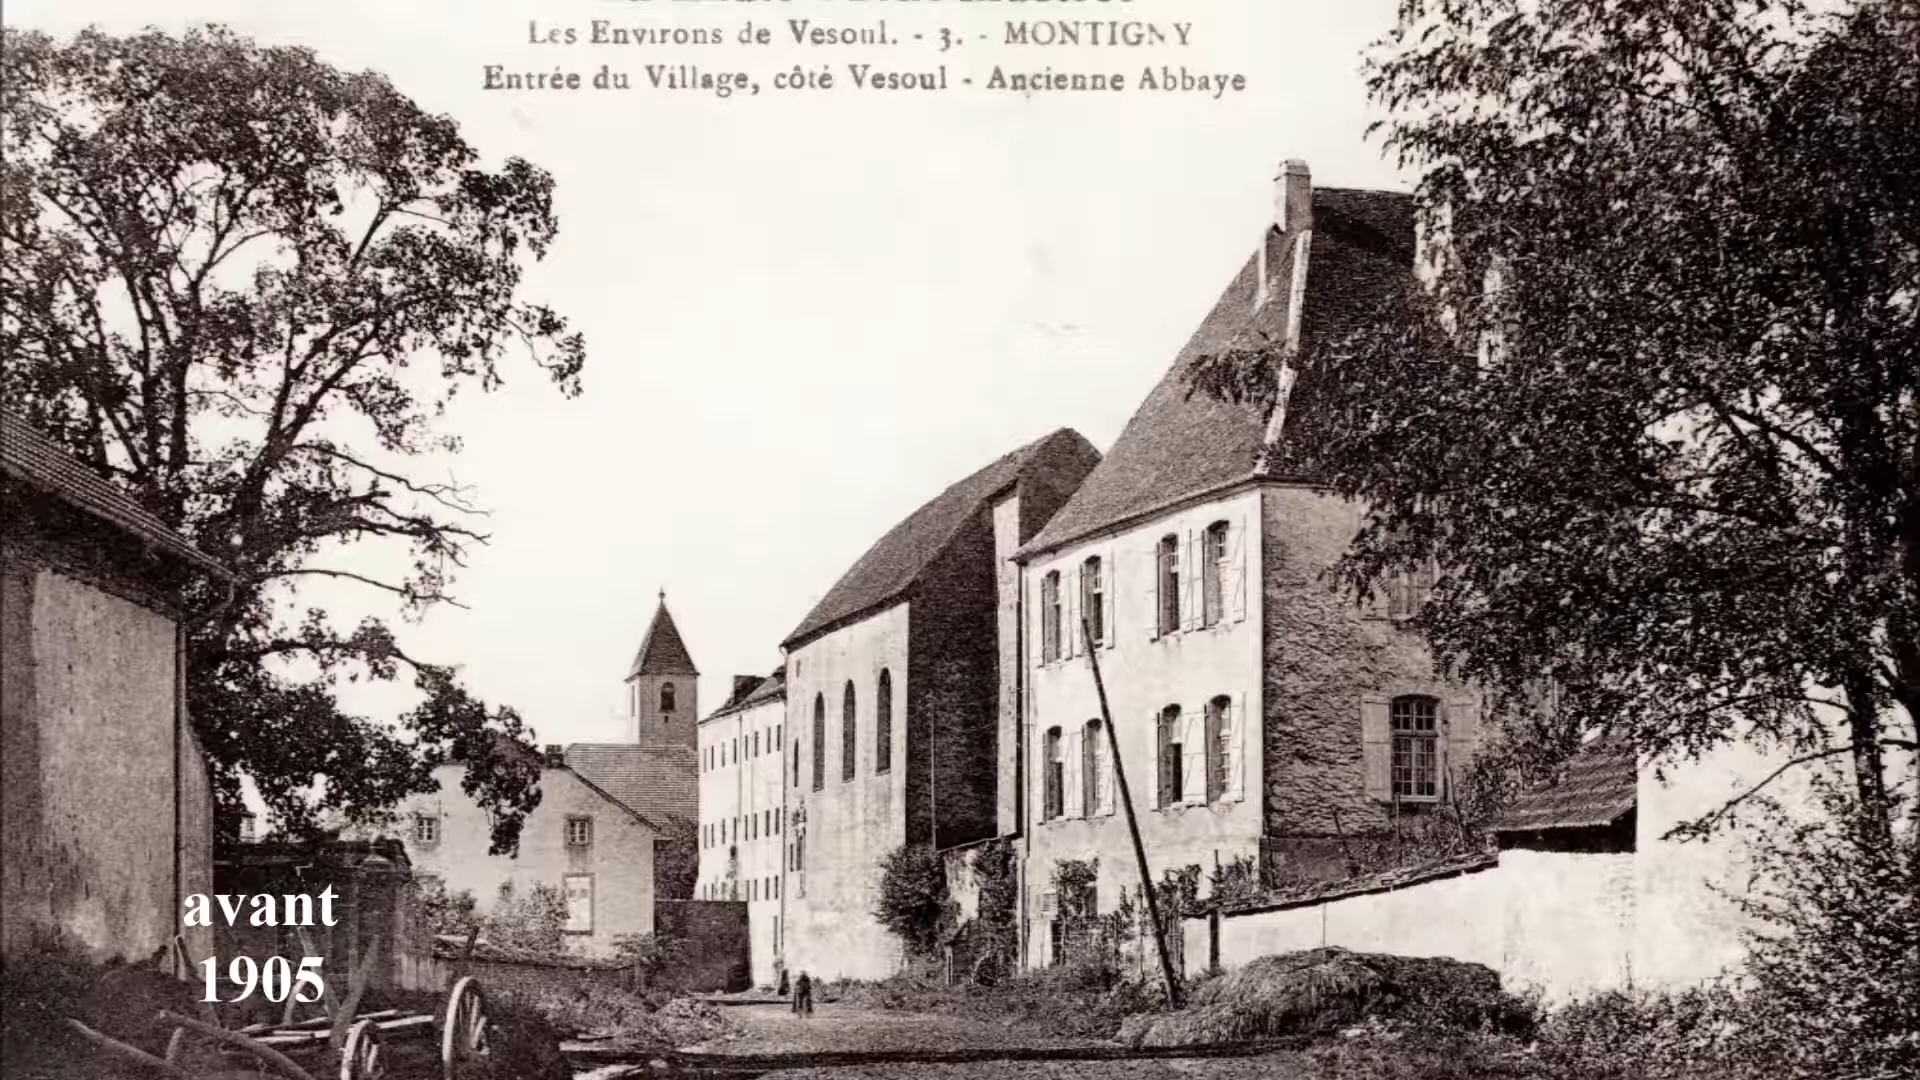 Les Environs de Vesoul. - 3. - MONTIGNY
Entrée du Village, côté Vesoul - Ancienne Abbaye
avant
1905